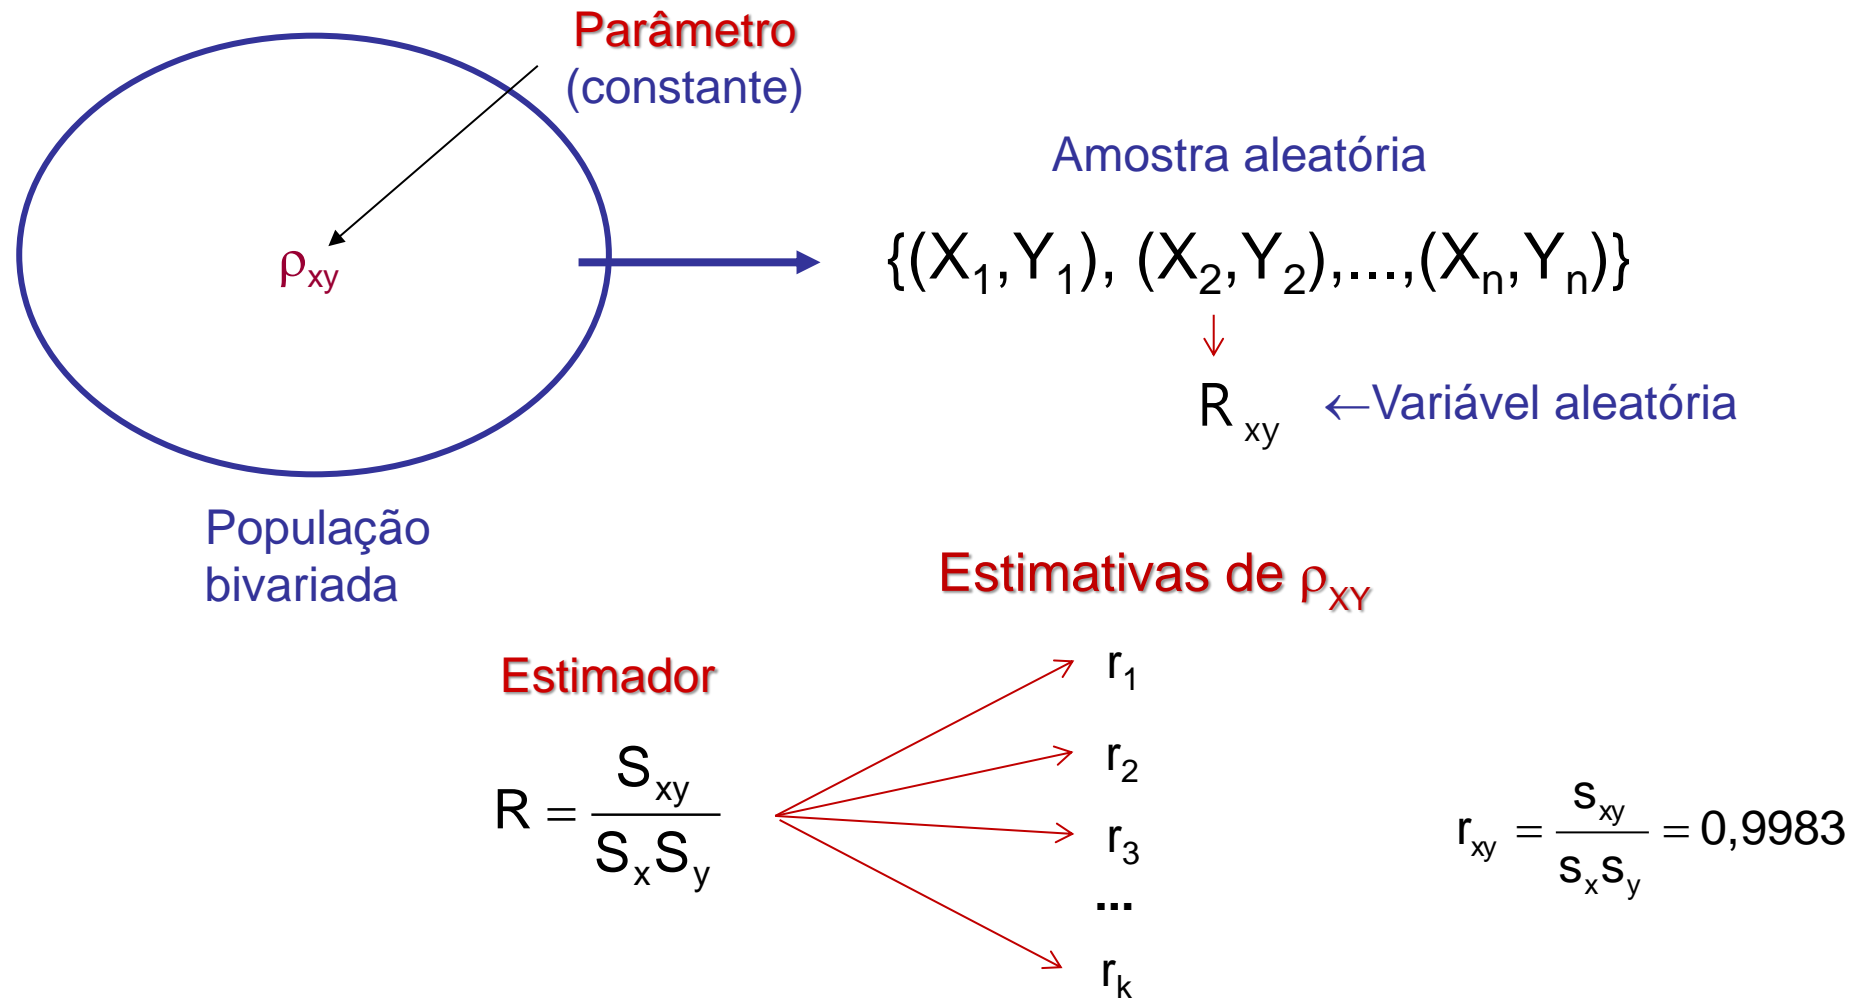 Parâmetro
(constante)
Amostra aleatória
ρxy
{(X1,Y1), (X2,Y2),...,(Xn,Yn)}
Rxy ←Variável aleatória
População
bivariada
Estimativas de ρXY
Estimador
r1
r2
r3
...
rk
R = Sxy / SxSy
rxy = sxy / sxsy = 0,9983